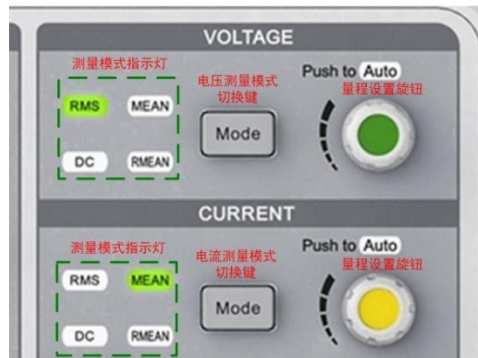 VOLTAGE
测量模式指示灯
电压测量模式
切换键
Push to Auto
量程设置旋钮
RMS
MEAN
Mode
DC
RMEAN
CURRENT
测量模式指示灯
电流测量模式
切换键
Push to Auto
量程设置旋钮
RMS
MEAN
Mode
DC
RMEAN